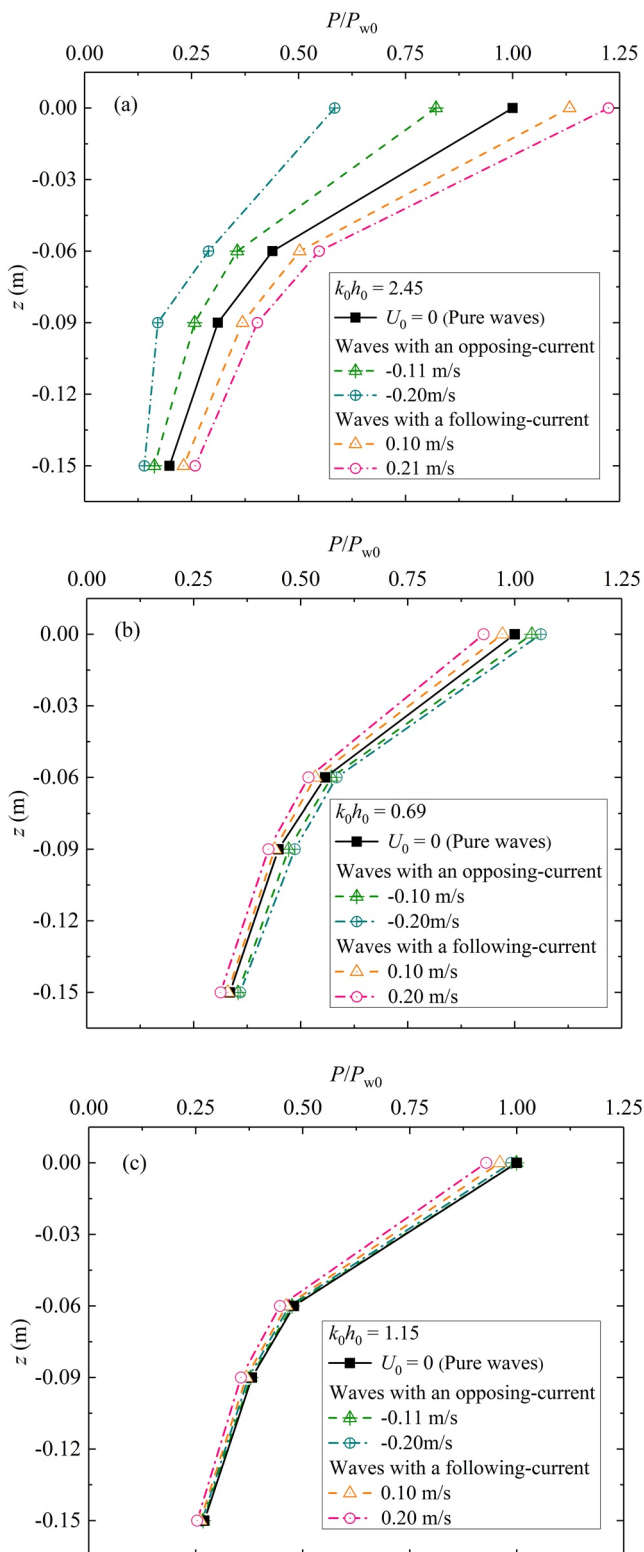 P/Pw0
0.00 0.25 0.50 0.75 1.00 1.25
(a)
0.00
-0.03
-0.06
-0.09
-0.12
-0.15
z (m)
k0h0 = 2.45
U0 = 0 (Pure waves)
Waves with an opposing-current
-0.11 m/s
-0.20m/s
Waves with a following-current
0.10 m/s
0.21 m/s
P/Pw0
0.00 0.25 0.50 0.75 1.00 1.25
(b)
0.00
-0.03
-0.06
-0.09
-0.12
-0.15
z (m)
k0h0 = 0.69
U0 = 0 (Pure waves)
Waves with an opposing-current
-0.10 m/s
-0.20m/s
Waves with a following-current
0.10 m/s
0.20 m/s
P/Pw0
0.00 0.25 0.50 0.75 1.00 1.25
(c)
0.00
-0.03
-0.06
-0.09
-0.12
-0.15
z (m)
k0h0 = 1.15
U0 = 0 (Pure waves)
Waves with an opposing-current
-0.11 m/s
-0.20m/s
Waves with a following-current
0.10 m/s
0.20 m/s